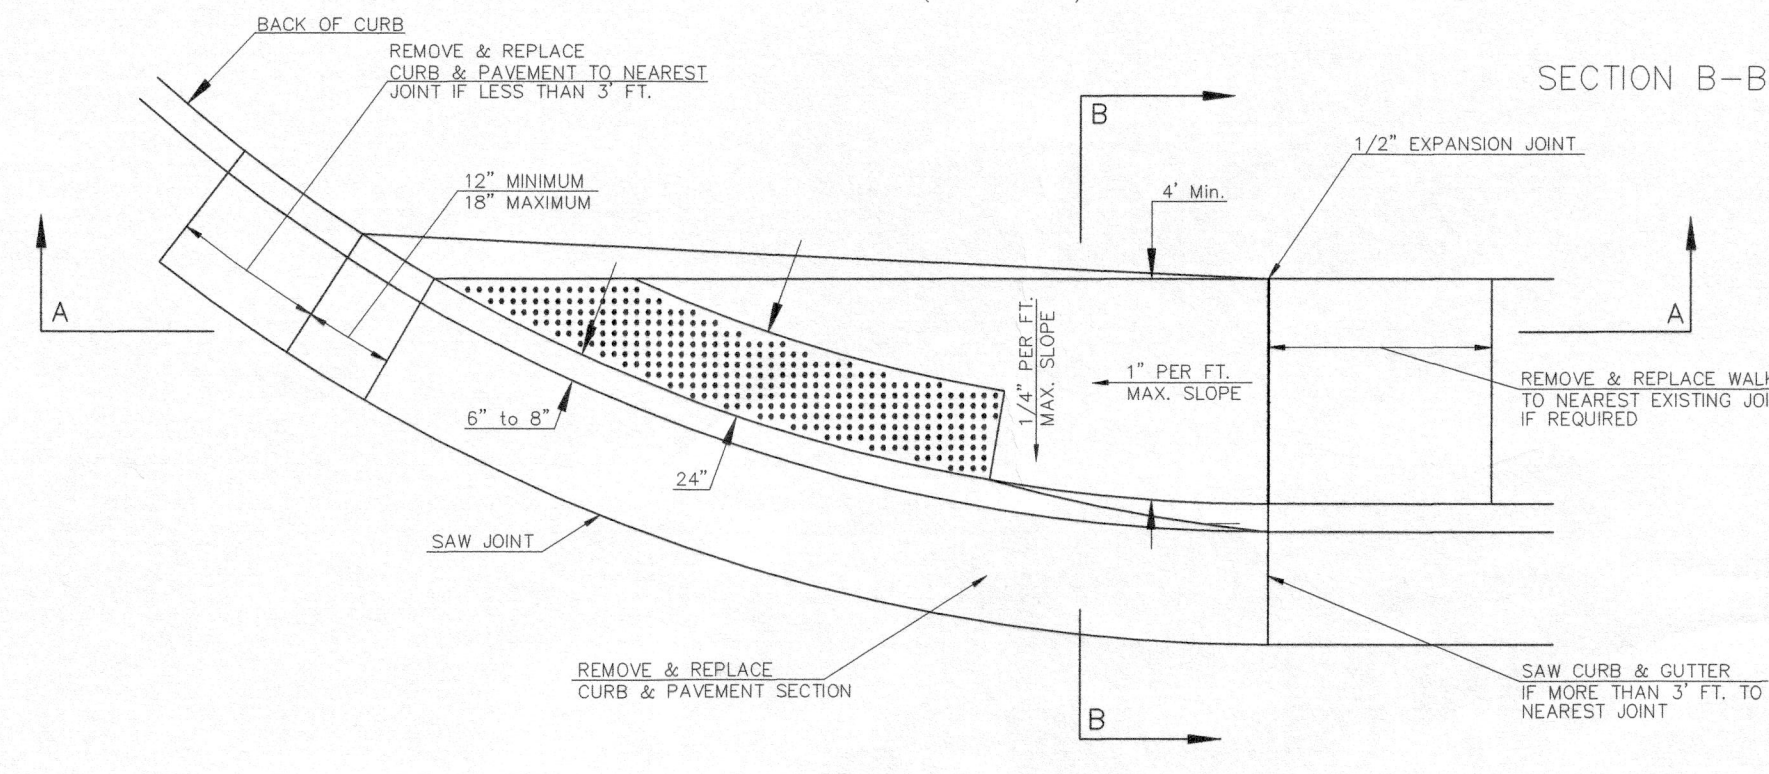 BACK OF CURB
REMOVE & REPLACE
CURB & PAVEMENT TO NEAREST
JOINT IF LESS THAN 3' FT.
SECTION B-B
B
1/2" EXPANSION JOINT
12" MINIMUM
18" MAXIMUM
4' Min.
A
A
1/4" PER FT.
MAX. SLOPE
1" PER FT.
MAX. SLOPE
REMOVE & REPLACE WALK
TO NEAREST EXISTING
IF REQUIRED
6" to 8"
24"
SAW JOINT
REMOVE & REPLACE
CURB & PAVEMENT SECTION
SAW CURB & GUTTER
IF MORE THAN 3' FT. TO
NEAREST JOINT
B